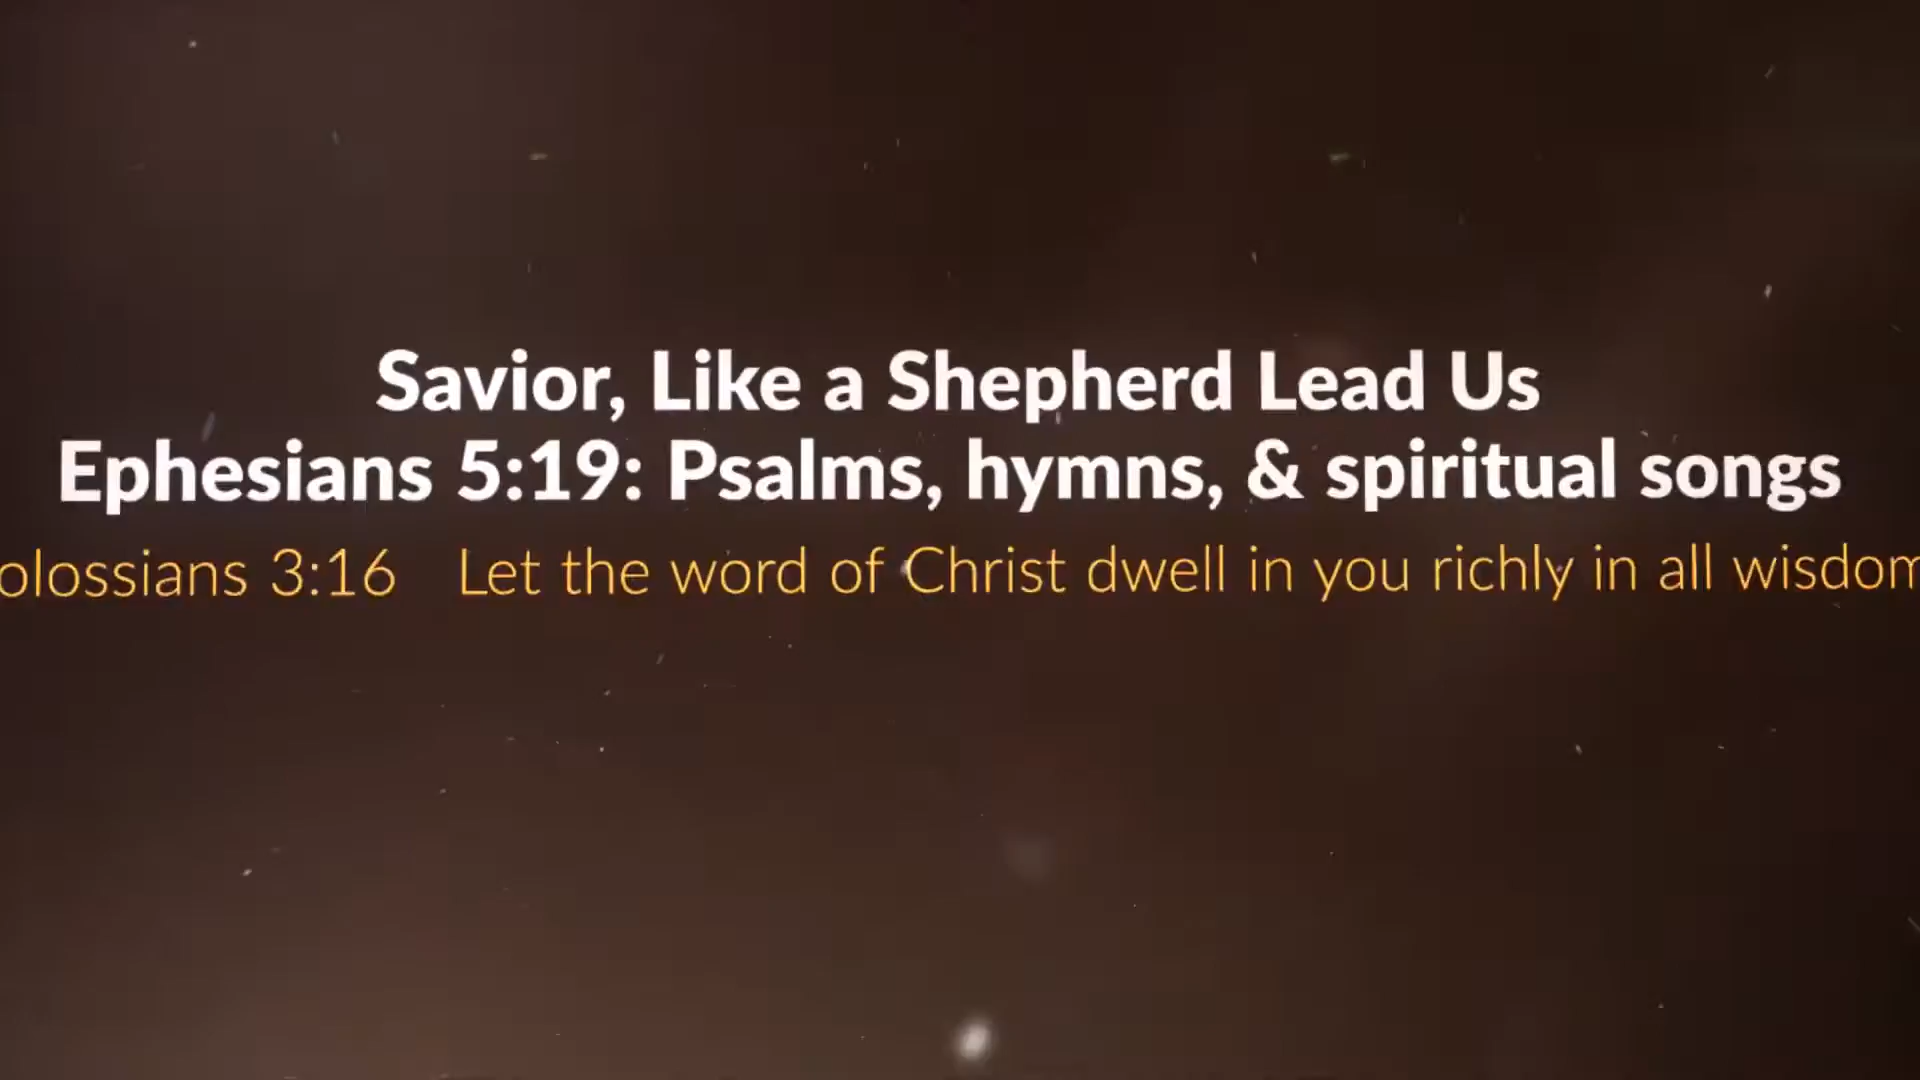 Savior, Like a Shepherd Lead Us
Ephesians 5:19: Psalms, hymns, & spiritual songs
olossians 3:16 Let the word of Christ dwell in you richly in all wisdom